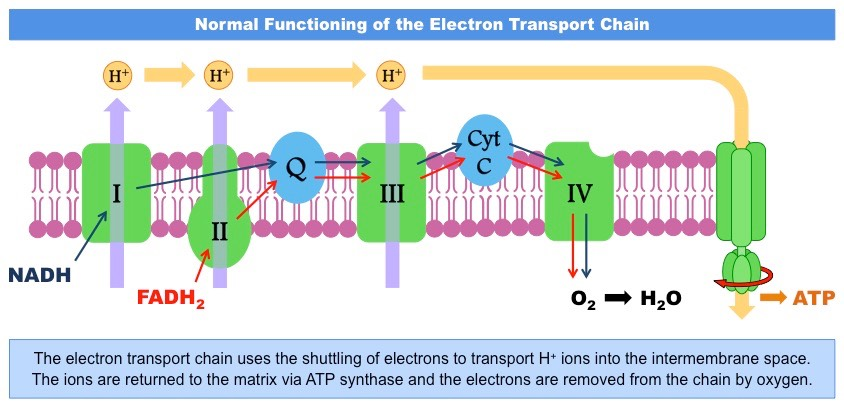 Normal Functioning of the Electron Transport Chain
H⁺ H⁺ H⁺
I
II
Q
III
Cyt
C
IV
NADH
FADH₂
O₂ H₂O
ATP
The electron transport chain uses the shuttling of electrons to transport H⁺ ions into the intermembrane space.
The ions are returned to the matrix via ATP synthase and the electrons are removed from the chain by oxygen.